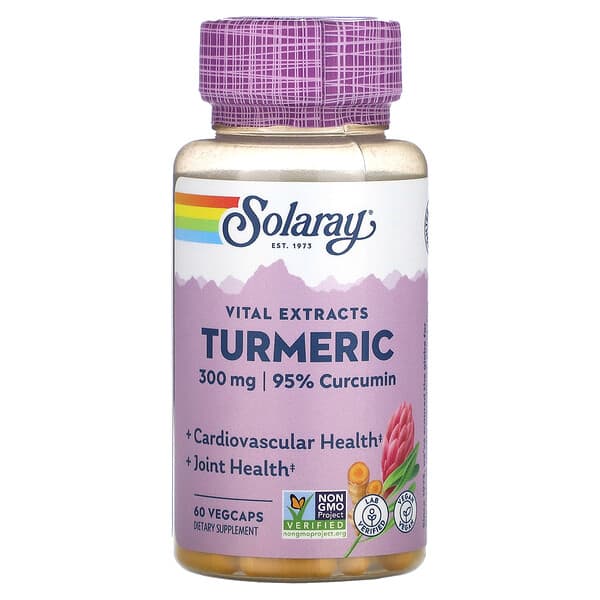 Solaray®
EST. 1973
VITAL EXTRACTS
TURMERIC
300 mg | 95% Curcumin
+ Cardiovascular Health‡
+ Joint Health‡
60 VEGCAPS
DIETARY SUPPLEMENT
NON
GMO
Project
VERIFIED
nongmoproject.org
LAB
VERIFIED
VEGAN
VEGAN